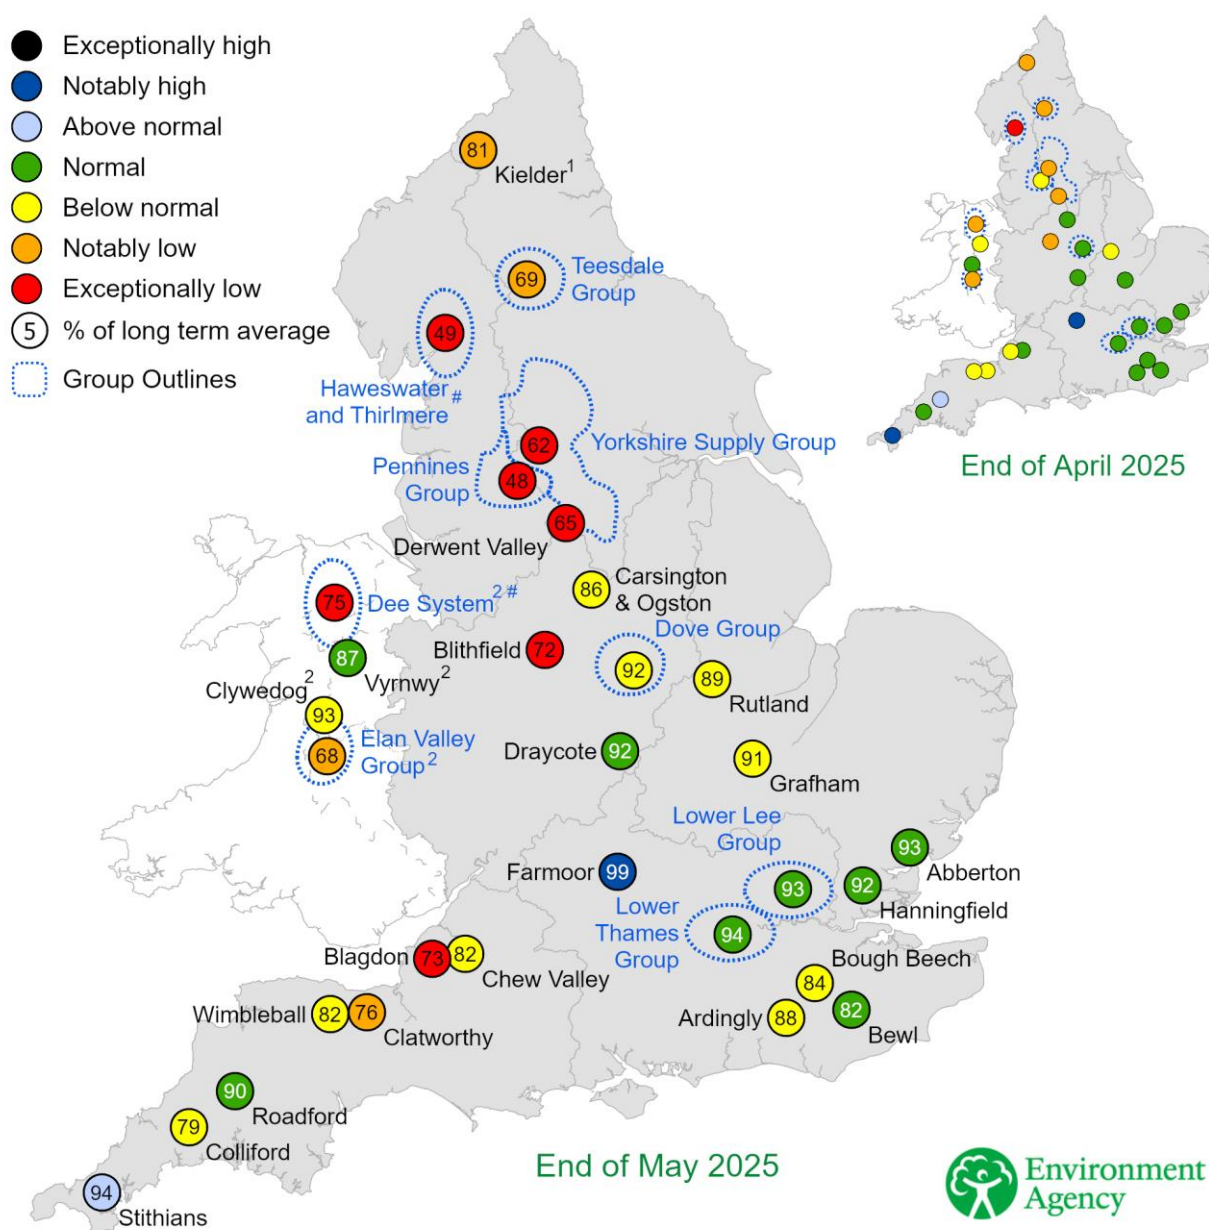 Exceptionally high
Notably high
Above normal
Normal
Below normal
Notably low
Exceptionally low
5 % of long term average
Group Outlines
81
Kielder1
69
Teesdale
Group
49
Haweswater#
and Thirlmere
62
Yorkshire Supply Group
Pennines
Group
48
65
Derwent Valley
End of April 2025
86
Carsington
& Ogston
75
Dee System2 #
Dove Group
92
Blithfield
72
87
Vyrnwy2
89
Rutland
Clywedog2
93
68
Elan Valley
Group2
Draycote
92
91
Grafham
Lower Lee
Group
93
93
Abberton
92
Hanningfield
Farmoor
99
Lower
Thames
Group
94
Blagdon
73
82
Chew Valley
Bough Beech
84
Wimbleball
82
76
Clatworthy
Ardingly
88
82
Bewl
90
Roadford
79
Colliford
94
Stithians
End of May 2025
Environment
Agency